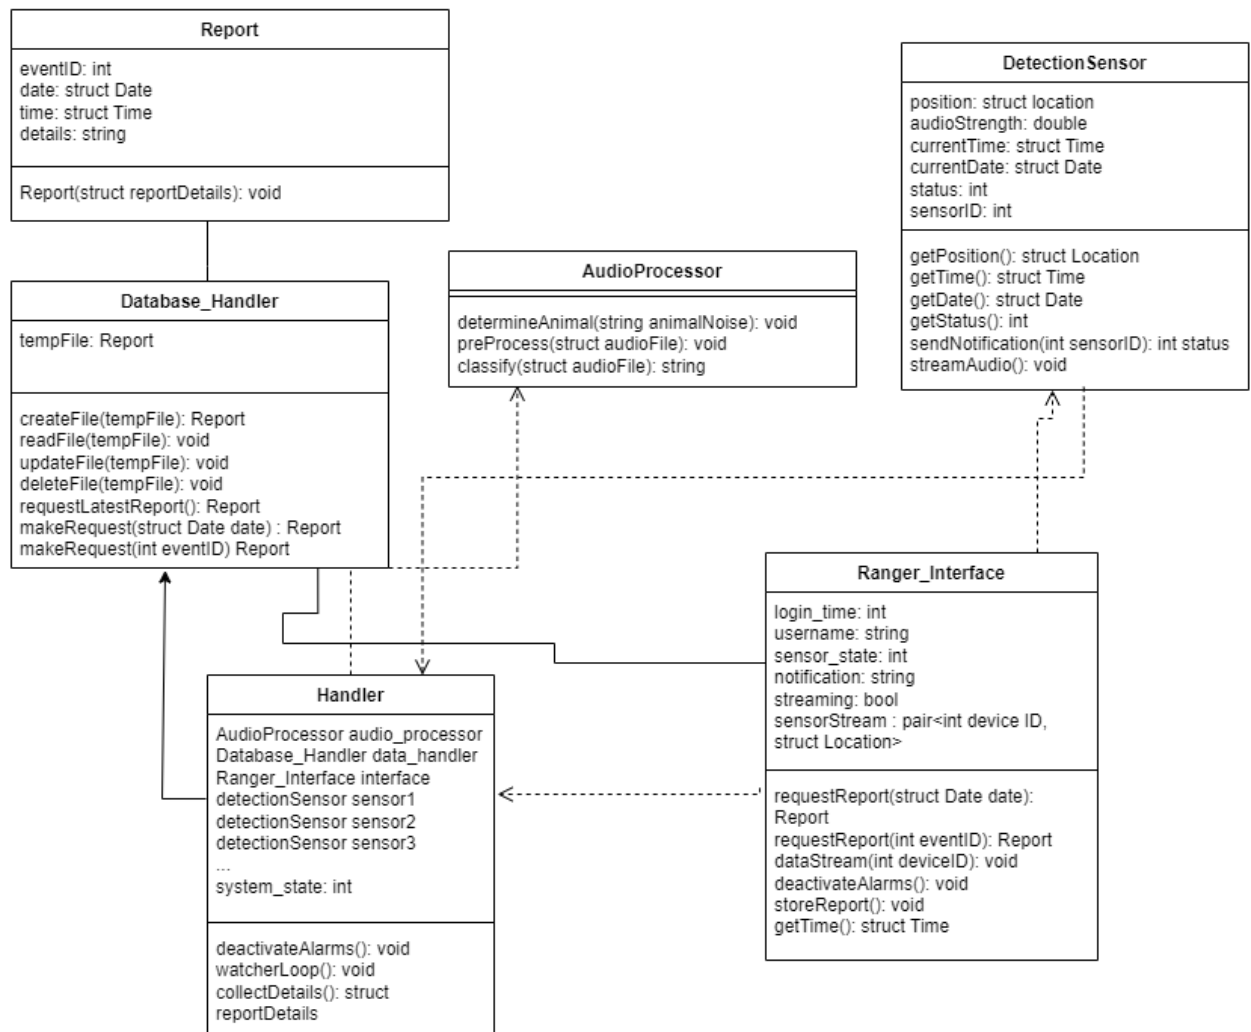 Report
eventID: int
date: struct Date
time: struct Time
details: string
Report(struct reportDetails): void
DetectionSensor
position: struct location
audioStrength: double
currentTime: struct Time
currentDate: struct Date
status: int
sensorID: int
getPosition(): struct Location
getTime(): struct Time
getDate(): struct Date
getStatus(): int
sendNotification(int sensorID): int status
streamAudio(): void
AudioProcessor
determineAnimal(string animalNoise): void
preProcess(struct audioFile): void
classify(struct audioFile): string
Database_Handler
tempFile: Report
createFile(tempFile): Report
readFile(tempFile): void
updateFile(tempFile): void
deleteFile(tempFile): void
requestLatestReport(): Report
makeRequest(struct Date date) : Report
makeRequest(int eventID) Report
Ranger_Interface
login_time: int
username: string
sensor_state: int
notification: string
streaming: bool
sensorStream : pair<int device ID,
struct Location>
requestReport(struct Date date):
Report
requestReport(int eventID): Report
dataStream(int deviceID): void
deactivateAlarms(): void
storeReport(): void
getTime(): struct Time
Handler
AudioProcessor audio_processor
Database_Handler data_handler
Ranger_Interface interface
detectionSensor sensor1
detectionSensor sensor2
detectionSensor sensor3
...
system_state: int
deactivateAlarms(): void
watcherLoop(): void
collectDetails(): struct
reportDetails